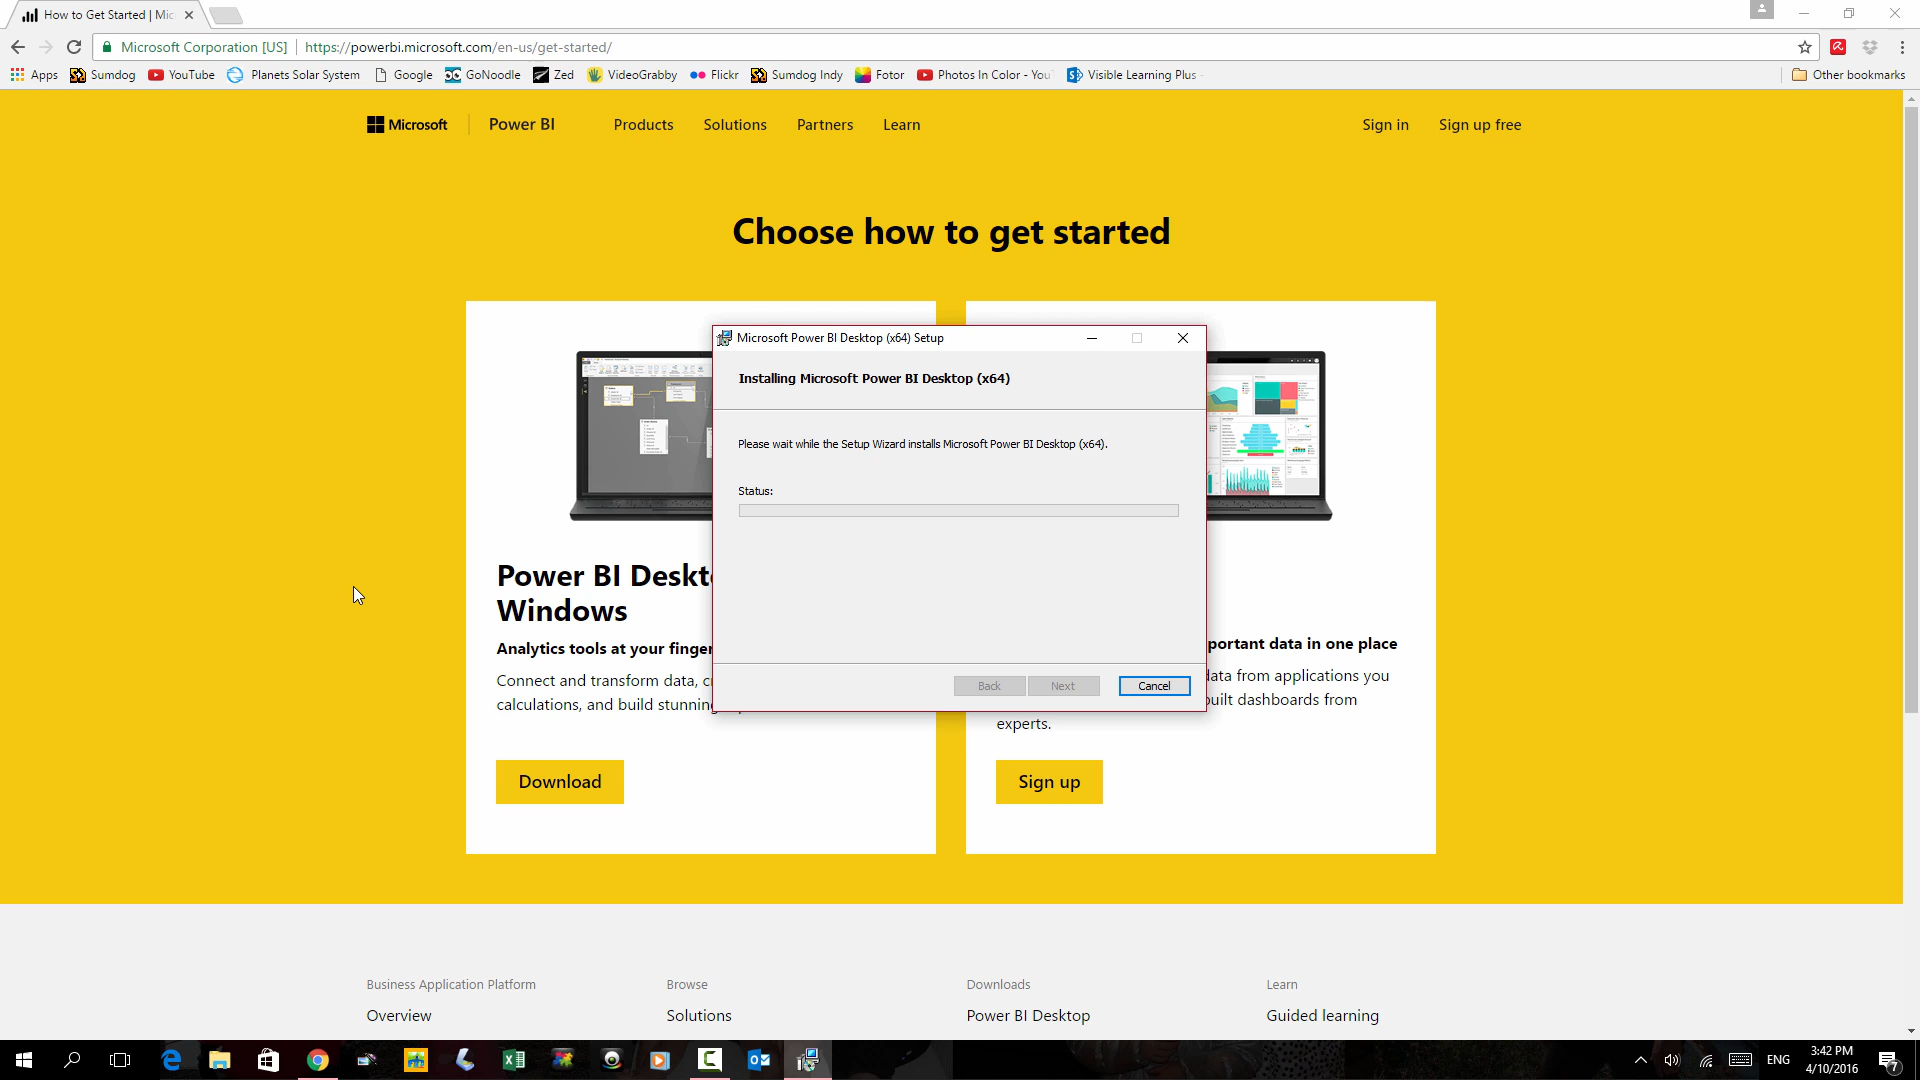 How to Get Started | Mic
Microsoft Corporation [US] | https://powerbi.microsoft.com/en-us/get-started/
Apps Sumdog YouTube Planets Solar System Google GoNoodle Zed VideoGrabby Flickr Sumdog Indy Fotor Photos In Color - You Visible Learning Plus Other bookmarks
Microsoft Power BI Products Solutions Partners Learn Sign in Sign up free
Choose how to get started
Microsoft Power BI Desktop (x64) Setup
Installing Microsoft Power BI Desktop (x64)
Please wait while the Setup Wizard installs Microsoft Power BI Desktop (x64).
Status:
Back Next Cancel
Power BI Deskt
Windows
Analytics tools at your finger
Connect and transform data, c
calculations, and build stunning
Download
portant data in one place
data from applications you
built dashboards from
experts.
Sign up
Business Application Platform Browse Downloads Learn
Overview Solutions Power BI Desktop Guided learning
ENG
3:42 PM
4/10/2016
7